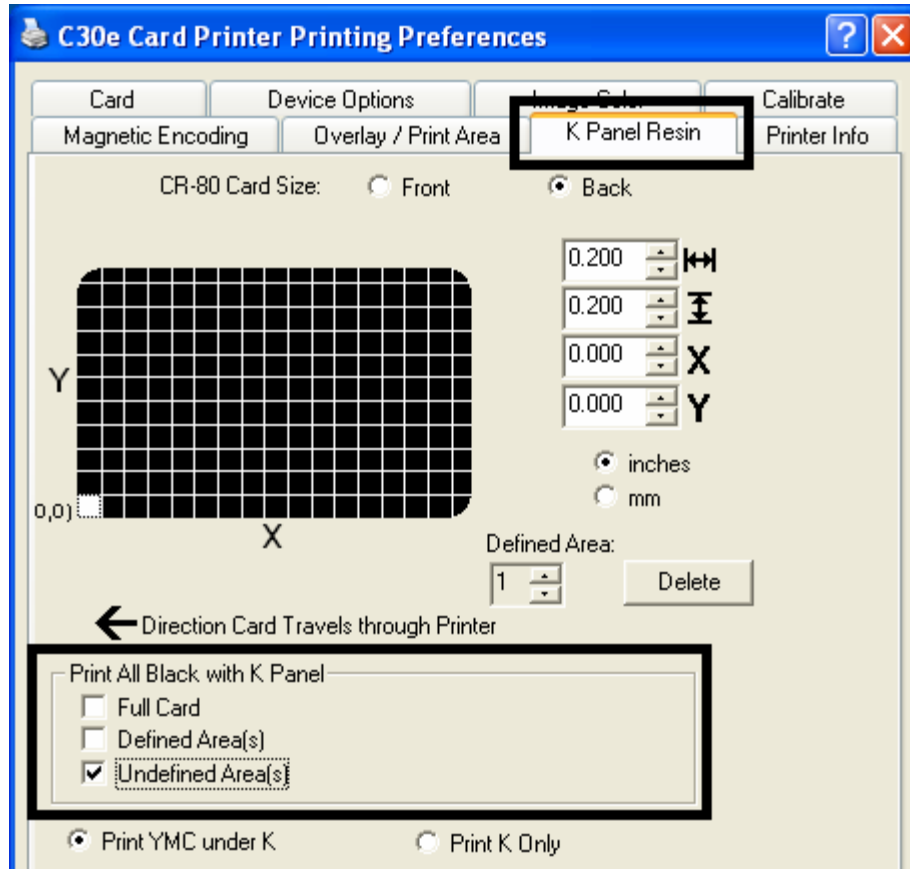 C30e Card Printer Printing Preferences
Card Device Options Image Color Calibrate
Magnetic Encoding Overlay / Print Area K Panel Resin Printer Info
CR-80 Card Size: Front Back
0.200
0.200
0.000 X
0.000 Y
Y
inches
mm
0,0)
X
Defined Area:
1 Delete
Direction Card Travels through Printer
Print All Black with K Panel
Full Card
Defined Area(s)
Undefined Area(s)
Print YMC under K Print K Only